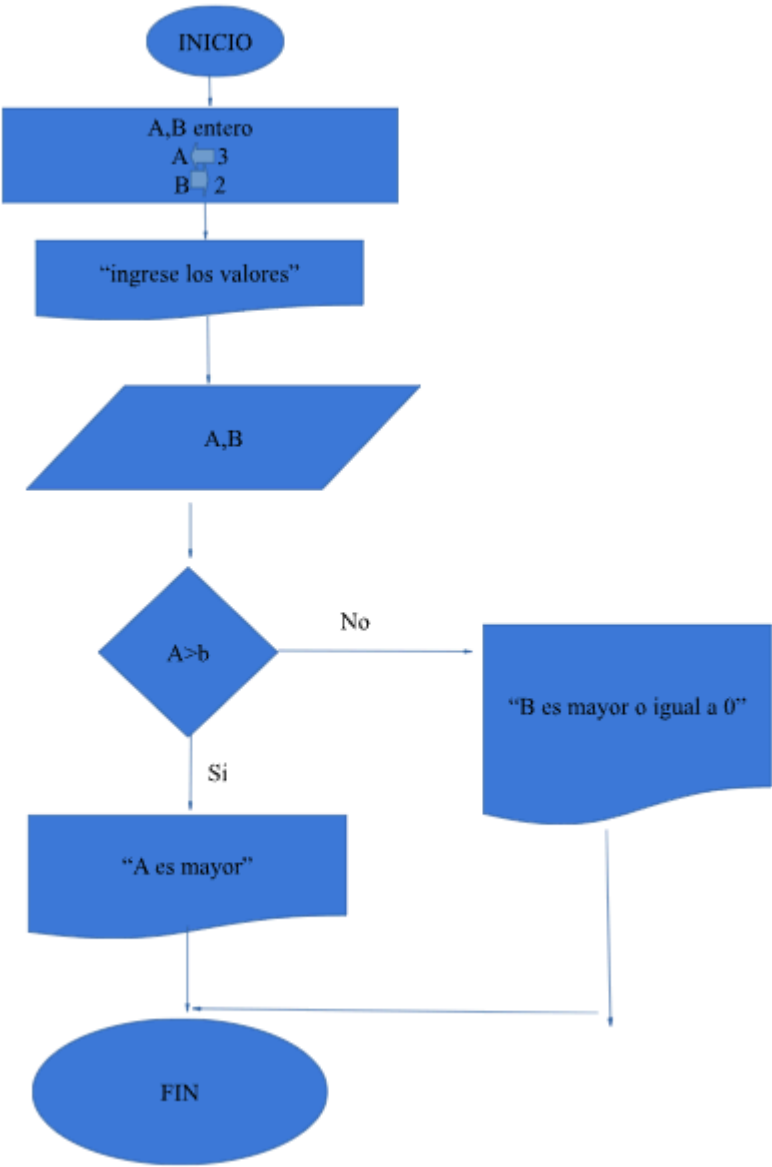 INICIO
A,B entero
A 3
B 2
“ingrese los valores”
A,B
A>b
No
“B es mayor o igual a 0”
Si
“A es mayor”
FIN